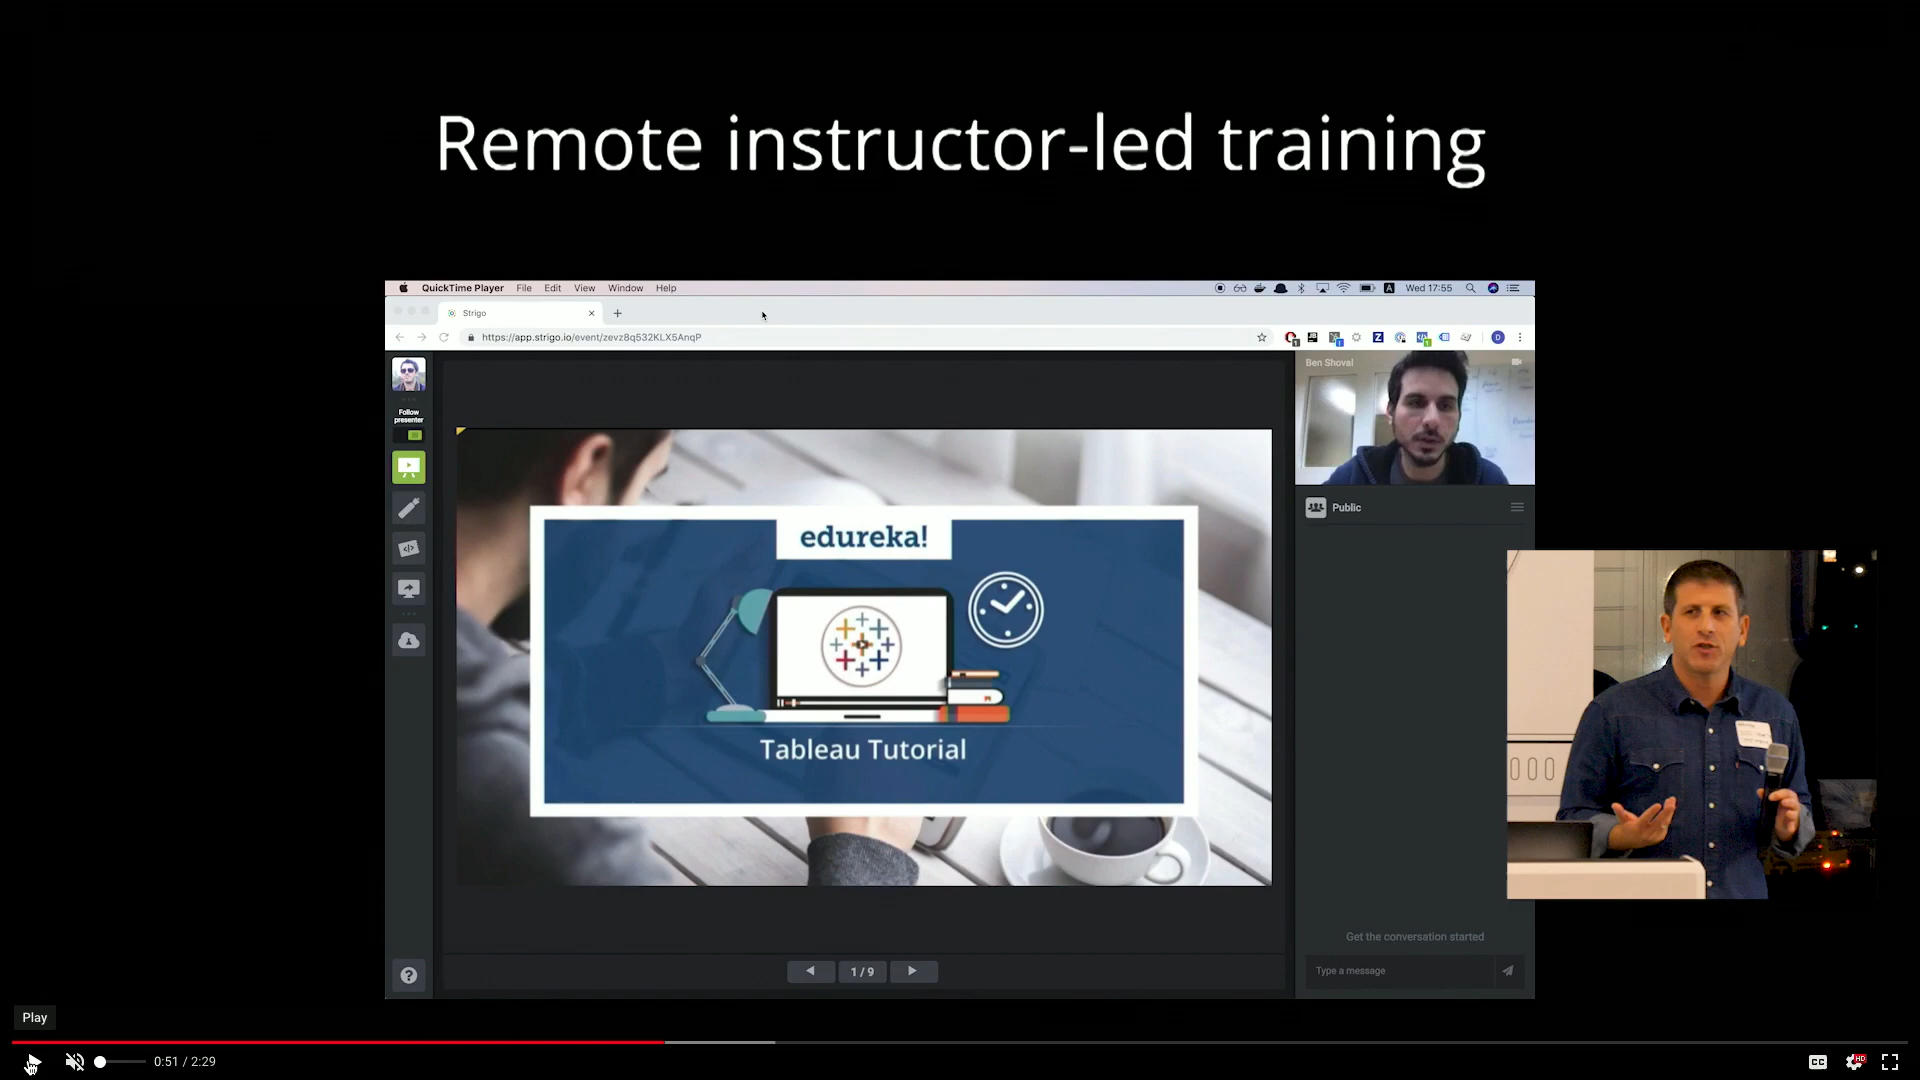 Remote instructor-led training
QuickTime Player File Edit View Window Help
Wed 17:55
Strigo
https://app.strigo.io/event/zevz8q532KLX5AnqP
Ben Shoval
Follow
presenter
Public
edureka!
Tableau Tutorial
Get the conversation started
Type a message
1 / 9
Play
0:51 / 2:29
CC
HD